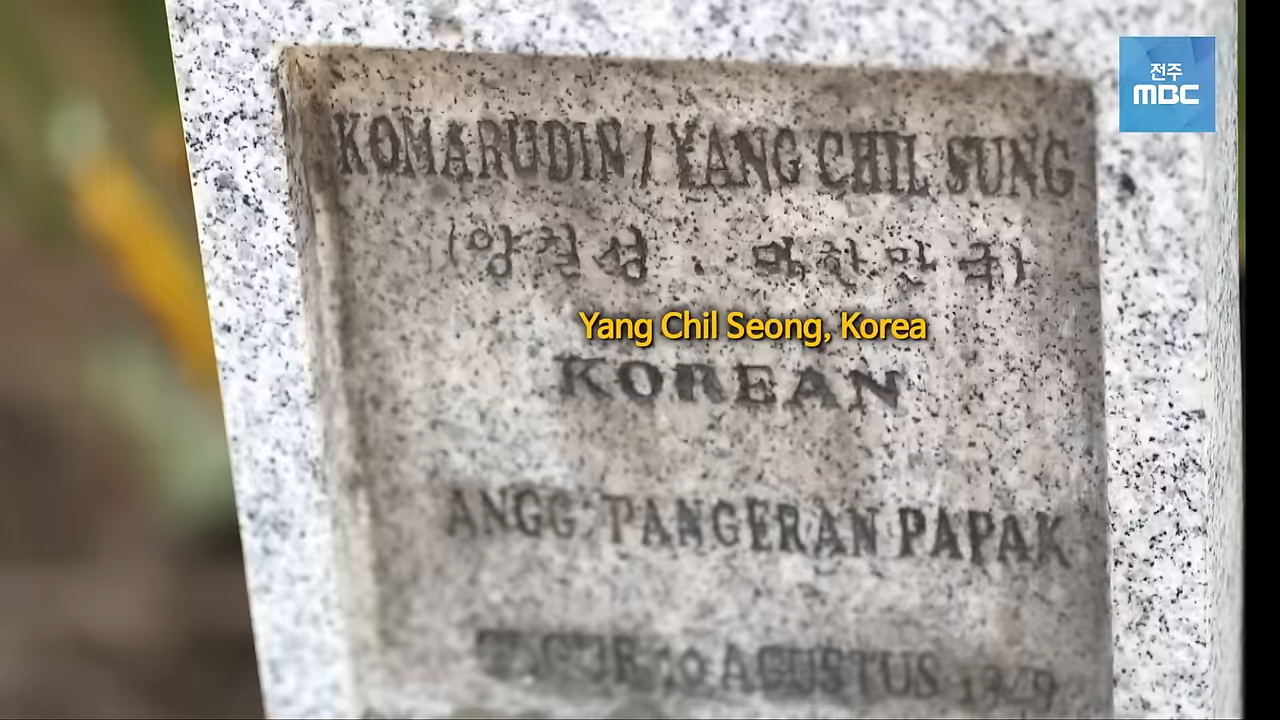 전주
MBC
KOMARUDIN / YANG CHIL SUNG
(양칠성 . 대한민국)
Yang Chil Seong, Korea
KOREAN
ANGG. PANGERAN PAPAK
10 AGUSTUS